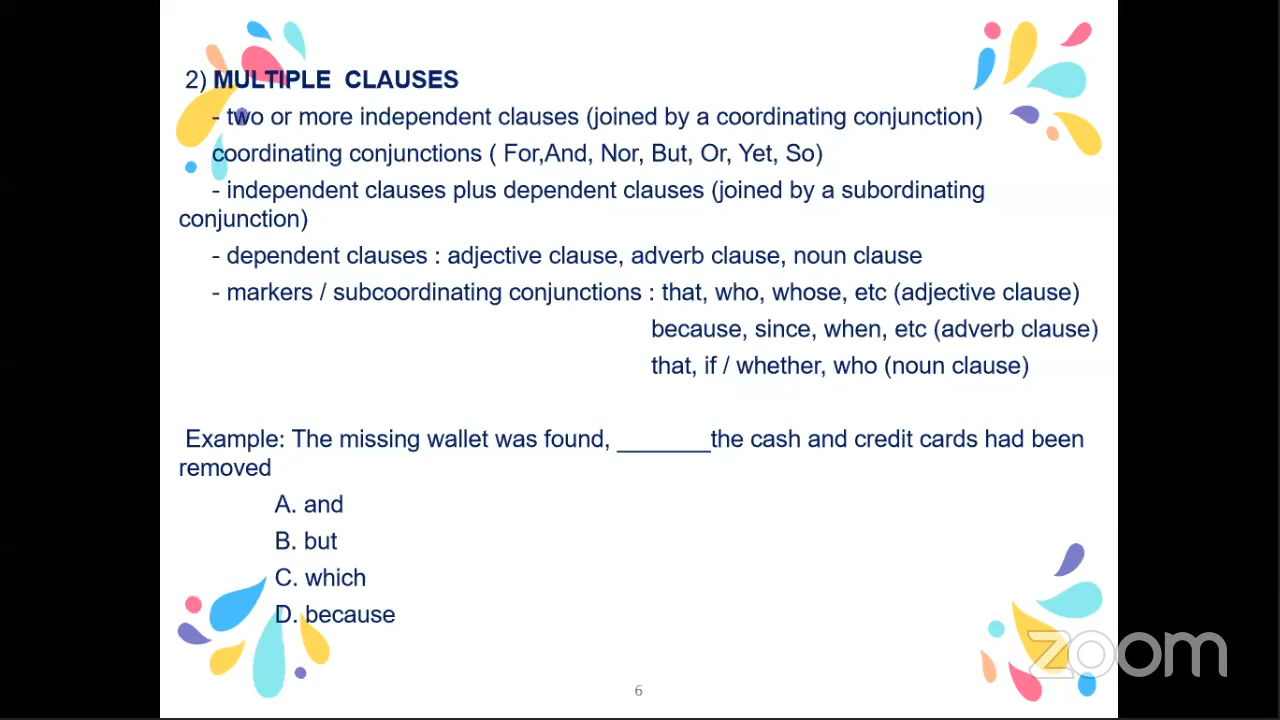 2) MULTIPLE CLAUSES
- two or more independent clauses (joined by a coordinating conjunction)
coordinating conjunctions ( For,And, Nor, But, Or, Yet, So)
- independent clauses plus dependent clauses (joined by a subordinating
conjunction)
- dependent clauses : adjective clause, adverb clause, noun clause
- markers / subcoordinating conjunctions : that, who, whose, etc (adjective clause)
because, since, when, etc (adverb clause)
that, if / whether, who (noun clause)
Example: The missing wallet was found, _______the cash and credit cards had been
removed
A. and
B. but
C. which
D. because
zoom
6